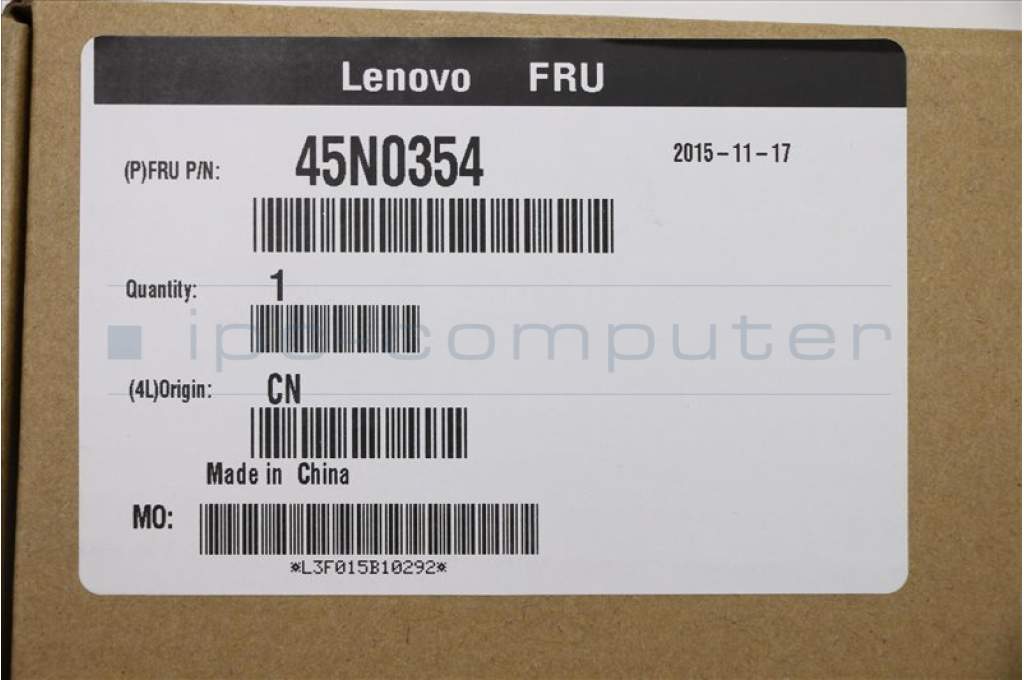 Lenovo FRU
(P)FRU P/N: 45N0354 2015-11-17
Quantity: 1
ipc-computer
(4L)Origin: CN
Made in China
MO:
*L3F015B10292*